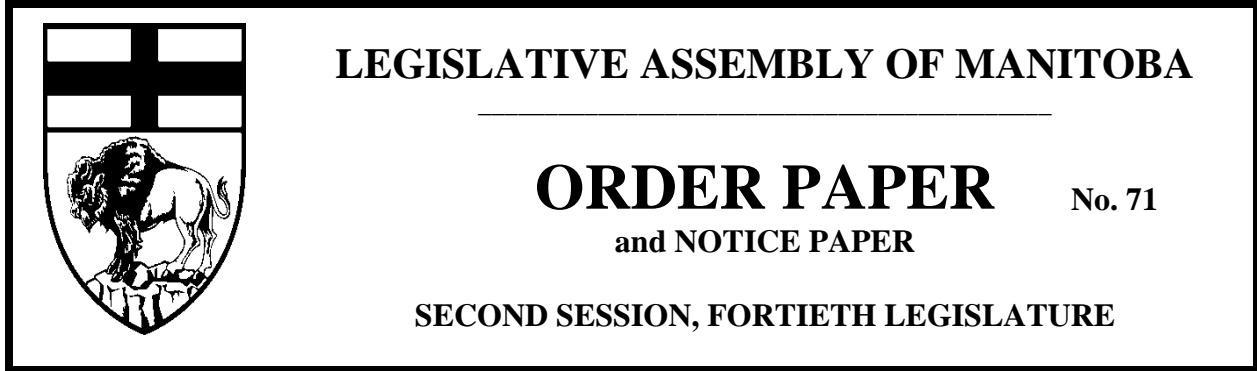 LEGISLATIVE ASSEMBLY OF MANITOBA
ORDER PAPER No. 71
and NOTICE PAPER
SECOND SESSION, FORTIETH LEGISLATURE